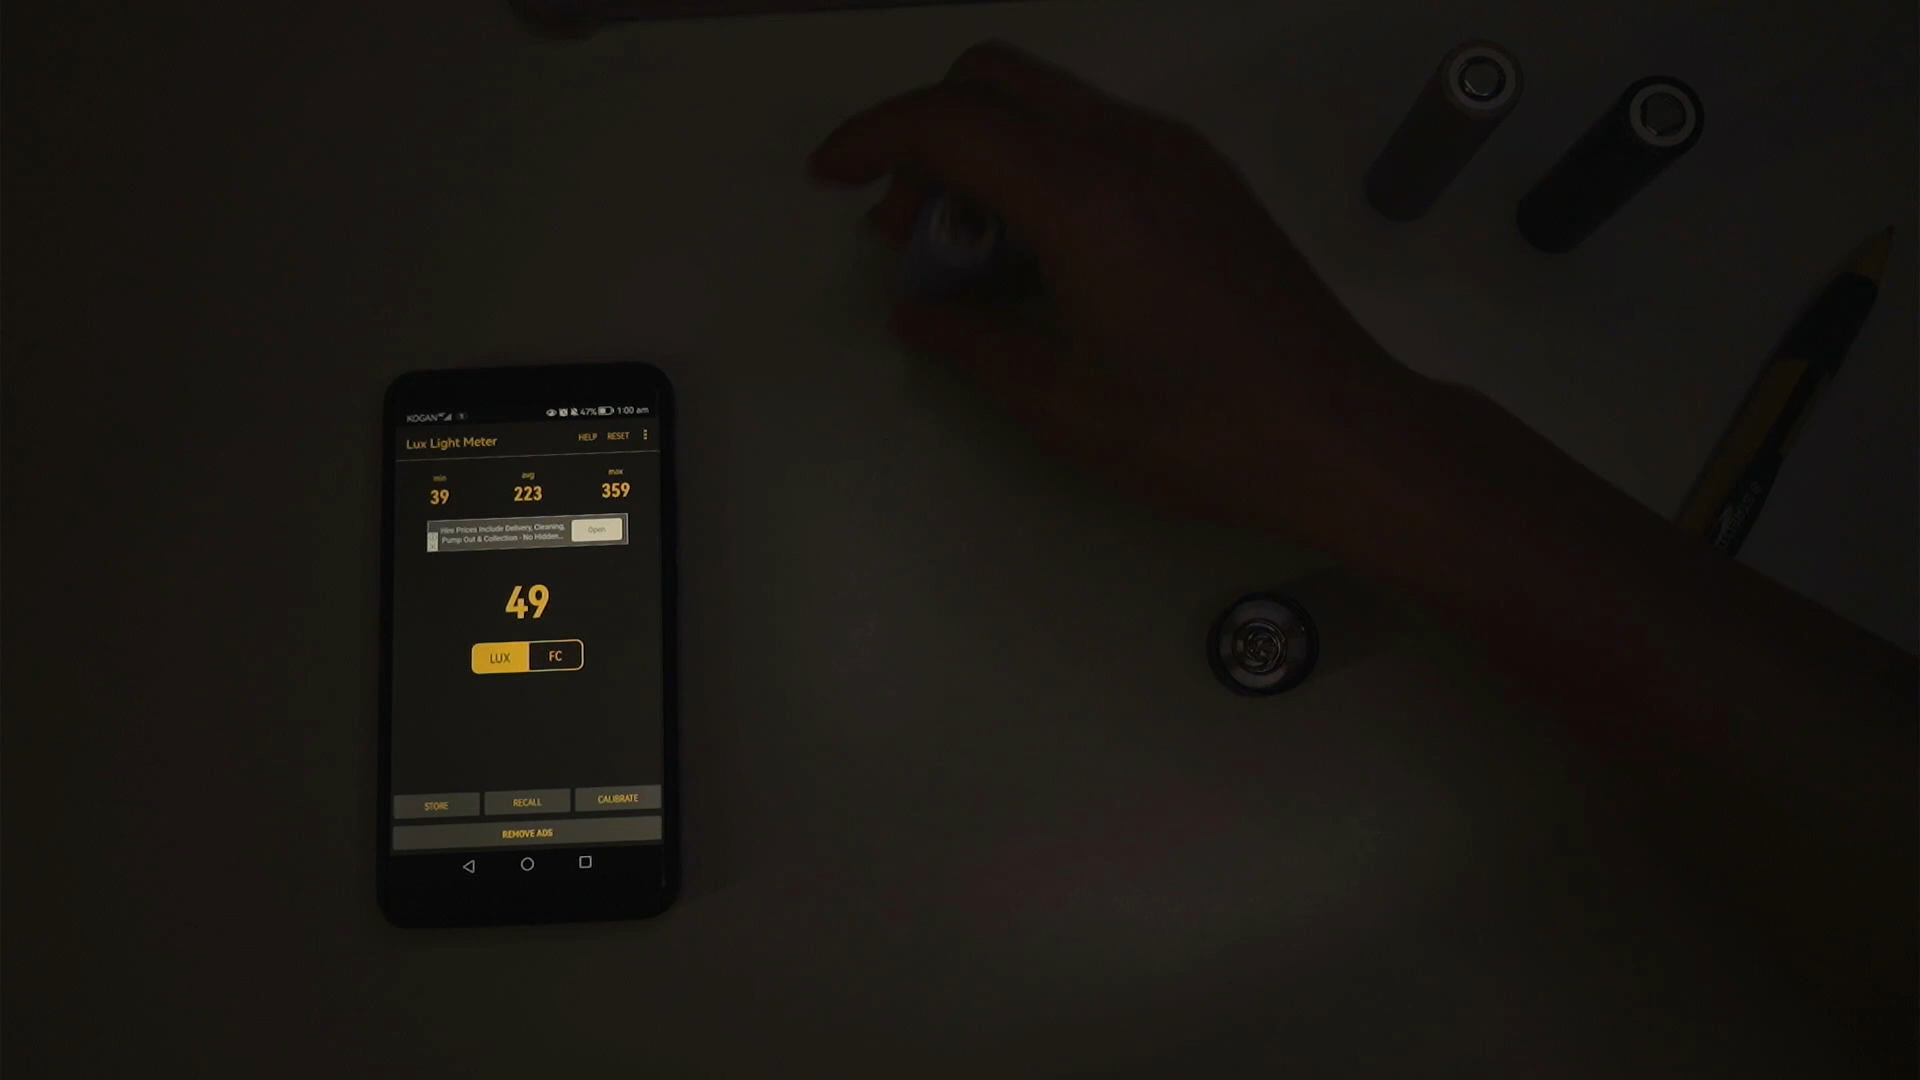 KOGAN
47% 1:00 am
Lux Light Meter HELP RESET
min avg max
39 223 359
Hire Prices Include Delivery, Cleaning,
Pump Out & Collection - No Hidden...
Open
49
LUX FC
STORE RECALL CALIBRATE
REMOVE ADS